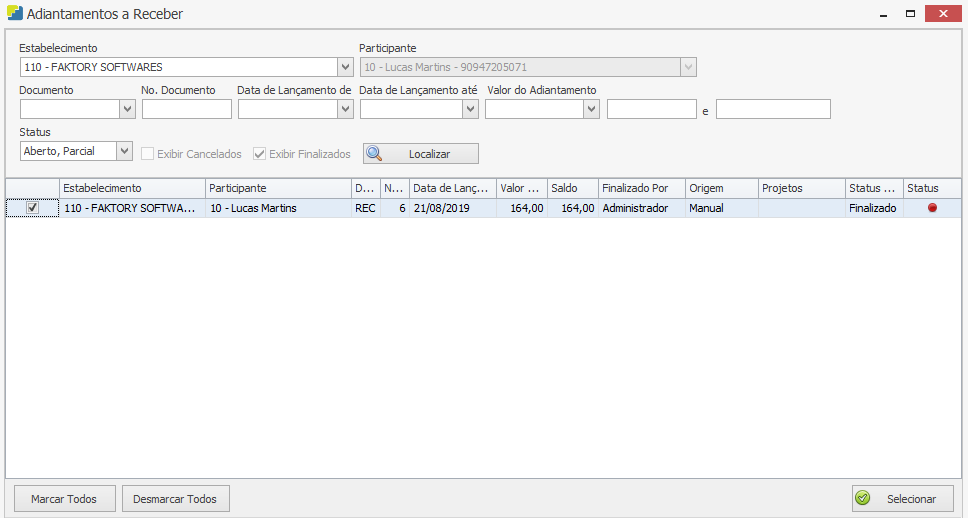 Adiantamentos a Receber
Estabelecimento Participante
110 - FAKTORY SOFTWARES 10 - Lucas Martins - 90947205071
Documento No. Documento Data de Lançamento de Data de Lançamento até Valor do Adiantamento
e
Status
Aberto, Parcial Exibir Cancelados Exibir Finalizados Localizar
Estabelecimento Participante D... N... Data de Lanç... Valor ... Saldo Finalizado Por Origem Projetos Status ... Status
110 - FAKTORY SOFTWA... 10 - Lucas Martins REC 6 21/08/2019 164,00 164,00 Administrador Manual Finalizado
Marcar Todos Desmarcar Todos Selecionar